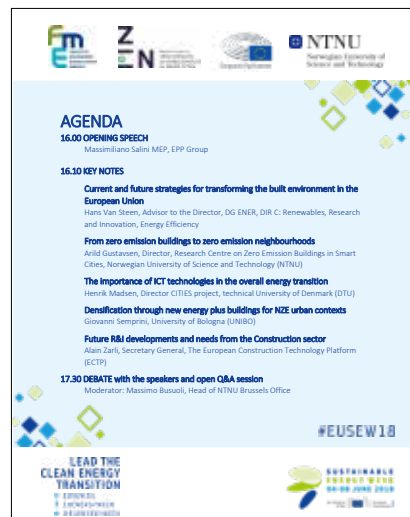 FME
ZEN
European Parliament
NTNU
Norwegian University of
Science and Technology
AGENDA
16.00 OPENING SPEECH
Massimiliano Salini MEP, EPP Group
16.10 KEY NOTES
Current and future strategies for transforming the built environment in the
European Union
Hans Van Steen, Advisor to the Director, DG ENER, DIR C: Renewables, Research
and Innovation, Energy Efficiency
From zero emission buildings to zero emission neighbourhoods
Arild Gustavsen, Director, Research Centre on Zero Emission Buildings in Smart
Cities, Norwegian University of Science and Technology (NTNU)
The importance of ICT technologies in the overall energy transition
Henrik Madsen, Director CITIES project, technical University of Denmark (DTU)
Densification through new energy plus buildings for NZE urban contexts
Giovanni Semprini, University of Bologna (UNIBO)
Future R&I developments and needs from the Construction sector
Alain Zarli, Secretary General, The European Construction Technology Platform
(ECTP)
17.30 DEBATE with the speakers and open Q&A session
Moderator: Massimo Busuoli, Head of NTNU Brussels Office
#EUSEW18
LEAD THE
CLEAN ENERGY
TRANSITION
SUSTAINABLE
ENERGY WEEK
04-08 JUNE 2018